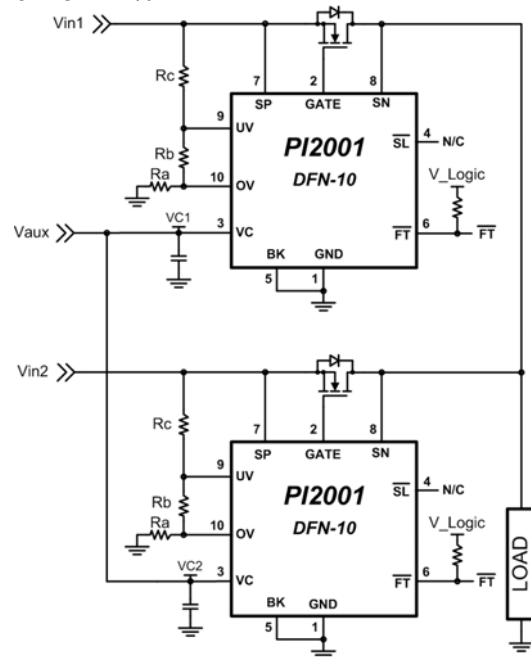 Vin1
Rc
7
2
8
SP
GATE
SN
9
UV
SL
4
N/C
Rb
PI2001
Ra
10
OV
DFN-10
V_Logic
Vaux
VC1
3
VC
FT
6
FT
BK
GND
5
1
Vin2
Rc
7
2
8
SP
GATE
SN
9
UV
SL
4
N/C
Rb
PI2001
Ra
10
OV
DFN-10
V_Logic
VC2
3
VC
FT
6
FT
BK
GND
5
1
LOAD